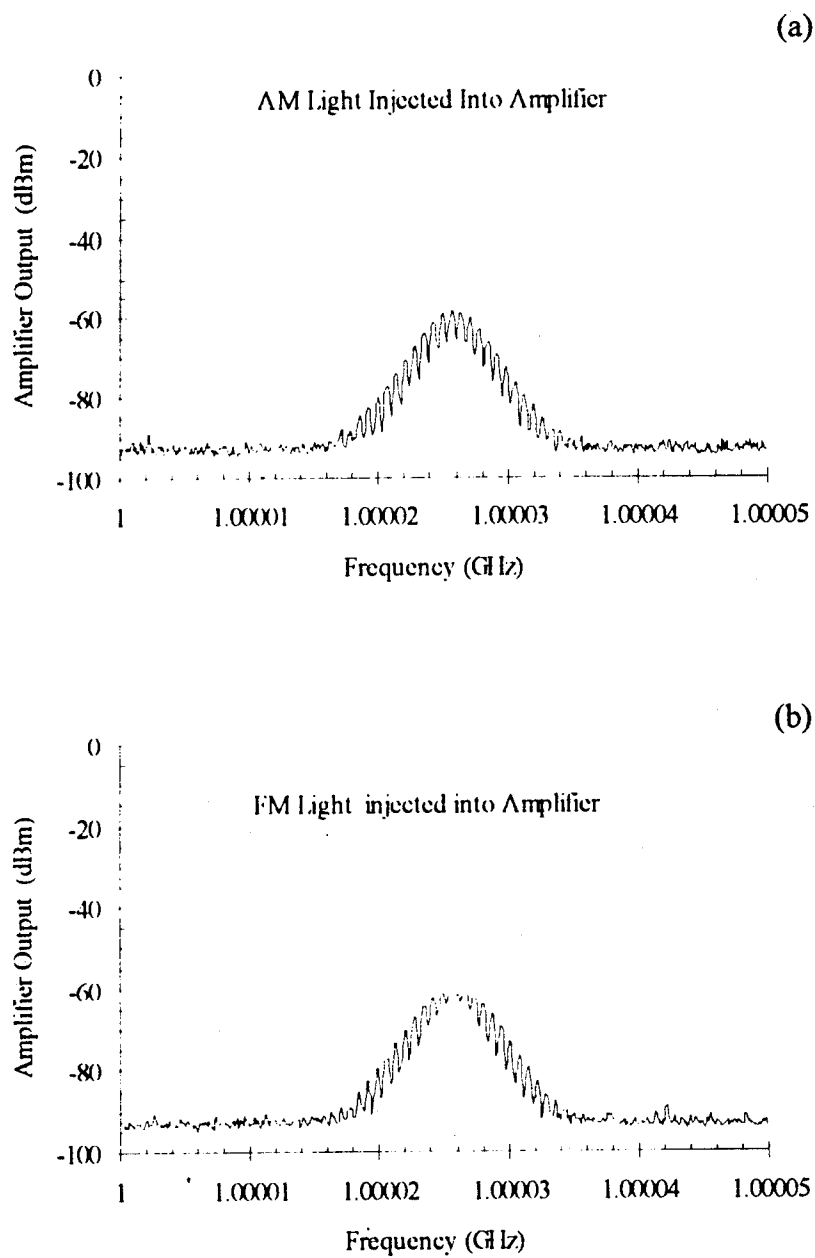 (a)
AM Light Injected Into Amplifier
Amplifier Output (dBm)
0
-20
-40
-60
-80
-100
1 1.00001 1.00002 1.00003 1.00004 1.00005
Frequency (GHz)
(b)
FM Light injected into Amplifier
Amplifier Output (dBm)
0
-20
-40
-60
-80
-100
1 1.00001 1.00002 1.00003 1.00004 1.00005
Frequency (GHz)